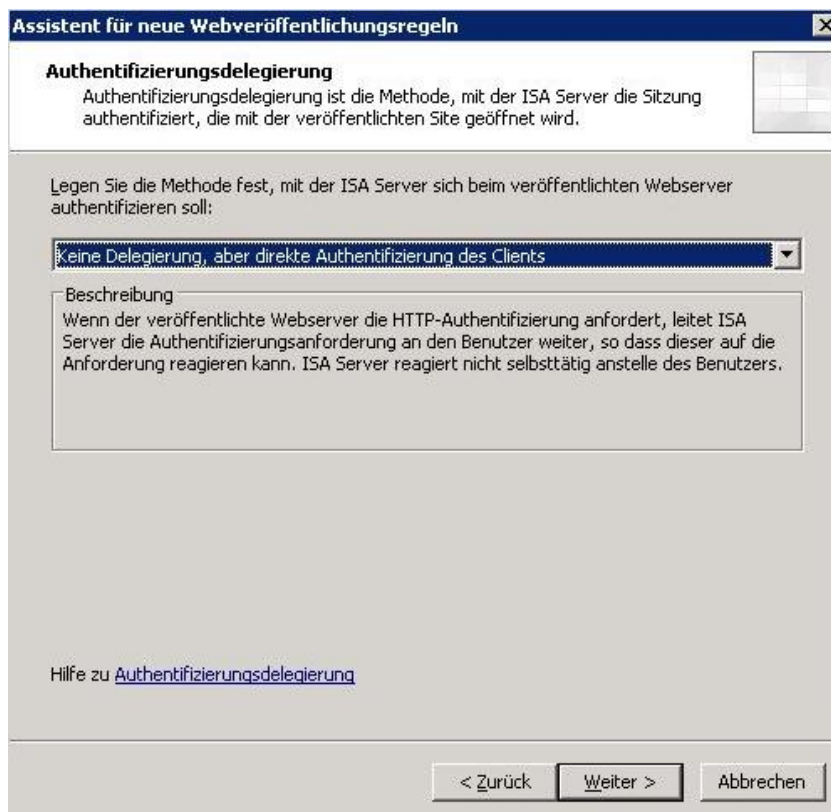 Assistent für neue Webveröffentlichungsregeln
Authentifizierungsdelegierung
Authentifizierungsdelegierung ist die Methode, mit der ISA Server die Sitzung
authentifiziert, die mit der veröffentlichten Site geöffnet wird.
Legen Sie die Methode fest, mit der ISA Server sich beim veröffentlichten Webserver
authentifizieren soll:
Keine Delegierung, aber direkte Authentifizierung des Clients
Beschreibung
Wenn der veröffentlichte Webserver die HTTP-Authentifizierung anfordert, leitet ISA
Server die Authentifizierungsanforderung an den Benutzer weiter, so dass dieser auf die
Anforderung reagieren kann. ISA Server reagiert nicht selbsttätig anstelle des Benutzers.
Hilfe zu Authentifizierungsdelegierung
< Zurück Weiter > Abbrechen